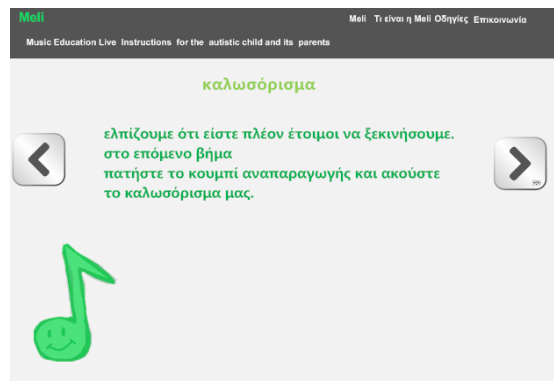 Meli
Meli Τι είναι η Meli Οδηγίες Επικοινωνία
Music Education Live Instructions for the autistic child and its parents
καλωσόρισμα
ελπίζουμε ότι είστε πλέον έτοιμοι να ξεκινήσουμε.
στο επόμενο βήμα
πατήστε το κουμπί αναπαραγωγής και ακούστε
το καλωσόρισμα μας.